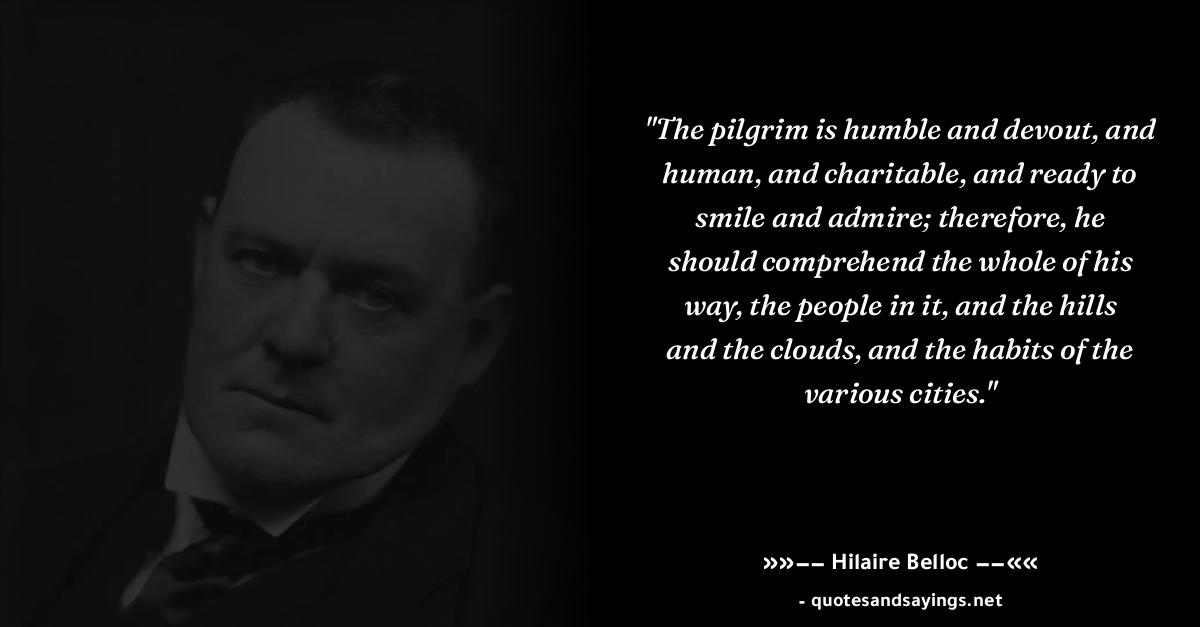 "The pilgrim is humble and devout, and
human, and charitable, and ready to
smile and admire; therefore, he
should comprehend the whole of his
way, the people in it, and the hills
and the clouds, and the habits of the
various cities."
»»−− Hilaire Belloc −−««
- quotesandsayings.net